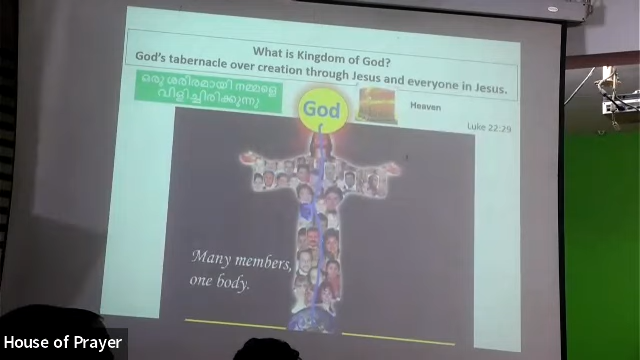 What is Kingdom of God?
God's tabernacle over creation through Jesus and everyone in Jesus.
ഒരു ശരീരമായി നമ്മളെ
വിളിച്ചിരിക്കുന്നു
God
Heaven
Luke 22:29
Many members,
one body.
House of Prayer